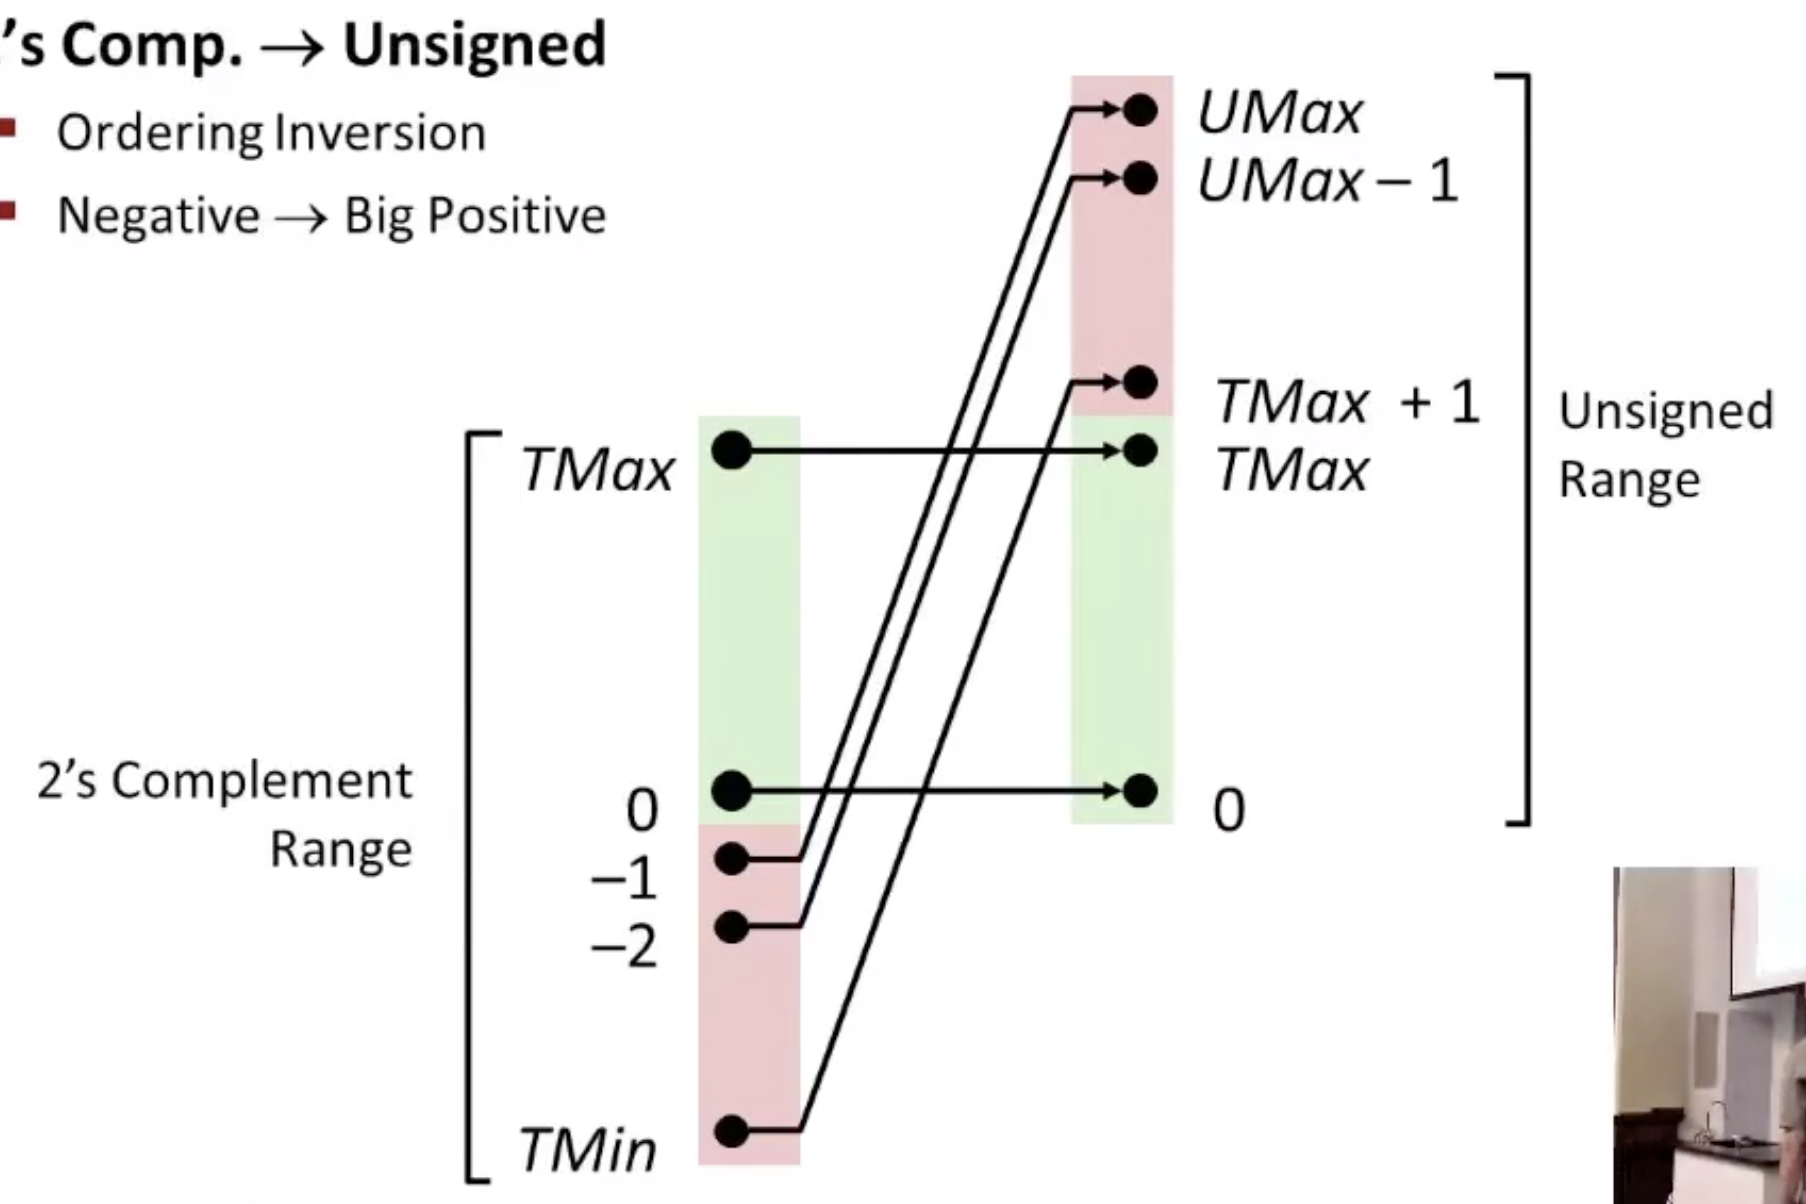 ’s Comp. → Unsigned
Ordering Inversion
Negative → Big Positive
UMax
UMax – 1
TMax + 1
TMax
Unsigned
Range
TMax
2’s Complement
Range
0
–1
–2
TMin
0